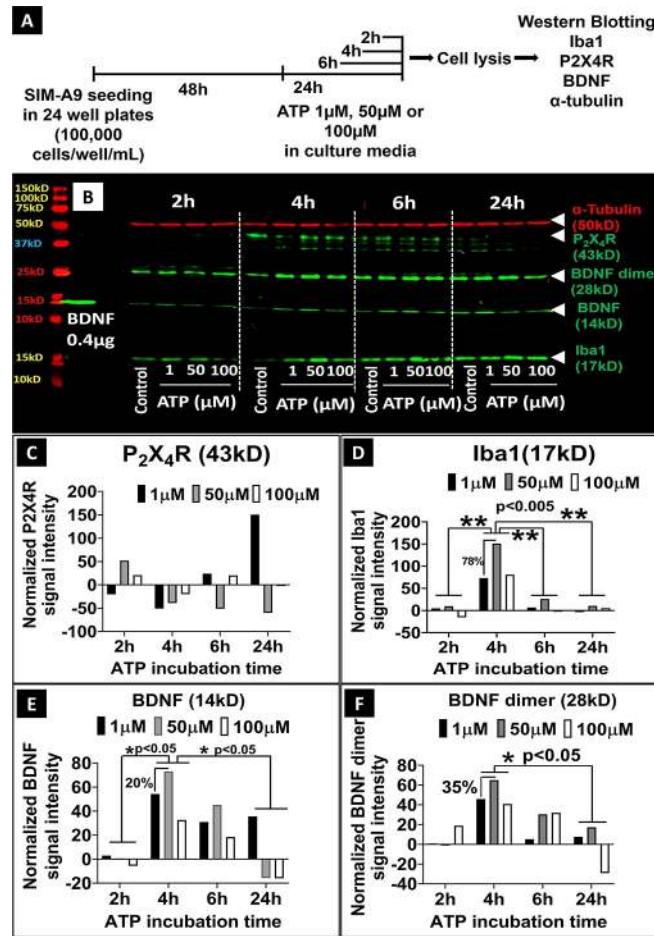 A
2h
4h
6h
48h
24h
SIM-A9 seeding
in 24 well plates
(100,000
cells/well/mL)
ATP 1µM, 50µM or
100µM
in culture media
Cell lysis
Western Blotting
Iba1
P2X4R
BDNF
α-tubulin
B
150kD
100kD
75kD
50kD
37kD
25kD
15kD
10kD
15kD
10kD
BDNF
0.4µg
2h
4h
6h
24h
α-Tubulin
(50kD)
P₂X₄R
(43kD)
BDNF dimer
(28kD)
BDNF
(14kD)
Iba1
(17kD)
Control 1 50 100
ATP (µM)
Control 1 50 100
ATP (µM)
Control 1 50 100
ATP (µM)
Control 1 50 100
ATP (µM)
C
P₂X₄R (43kD)
1µM 50µM 100µM
Normalized P2X4R
signal intensity
150
100
50
0
-50
-100
2h 4h 6h 24h
ATP incubation time
D
Iba1(17kD)
1µM 50µM 100µM
p<0.005
** ** **
78%
Normalized Iba1
signal intensity
200
150
100
50
0
-50
2h 4h 6h 24h
ATP incubation time
E
BDNF (14kD)
1µM 50µM 100µM
*p<0.05 * p<0.05
20%
Normalized BDNF
signal intensity
80
60
40
20
0
-20
2h 4h 6h 24h
ATP incubation time
F
BDNF dimer (28kD)
1µM 50µM 100µM
* p<0.05
35%
Normalized BDNF dimer
signal intensity
80
60
40
20
0
-20
-40
2h 4h 6h 24h
ATP incubation time